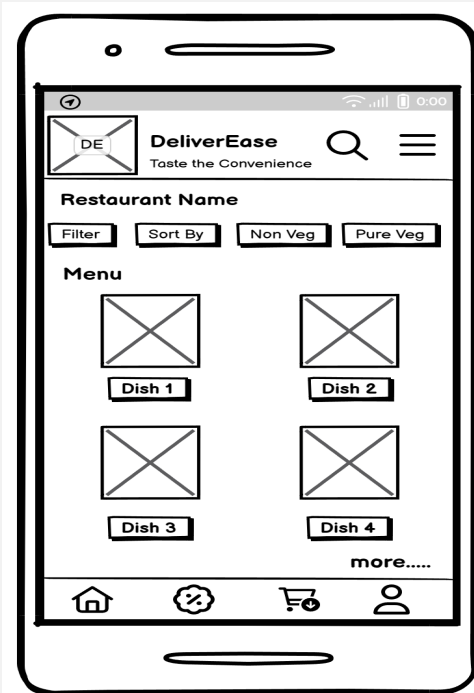 0:00
DE
DeliverEase
Taste the Convenience
Restaurant Name
Filter Sort By Non Veg Pure Veg
Menu
Dish 1 Dish 2
Dish 3 Dish 4
more.....